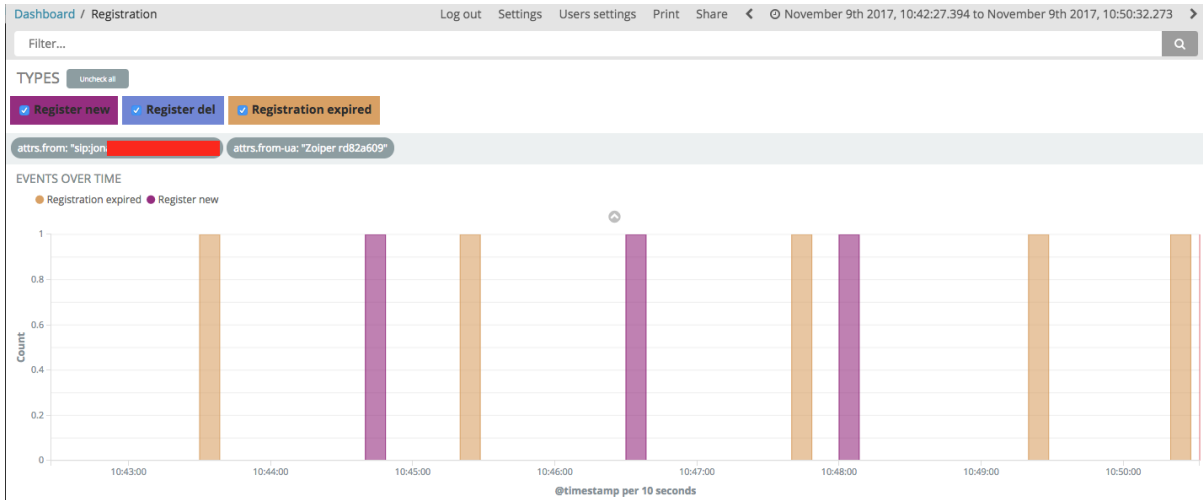 Dashboard / Registration Log out Settings Users settings Print Share November 9th 2017, 10:42:27.394 to November 9th 2017, 10:50:32.273
Filter...
TYPES Uncheck all
Register new Register del Registration expired
attrs.from: "sip:jon. attrs.from-ua: "Zoiper rd82a609"
EVENTS OVER TIME
Registration expired Register new
1
0.8
0.6
0.4
0.2
0
Count
10:43:00 10:44:00 10:45:00 10:46:00 10:47:00 10:48:00 10:49:00 10:50:00
@timestamp per 10 seconds